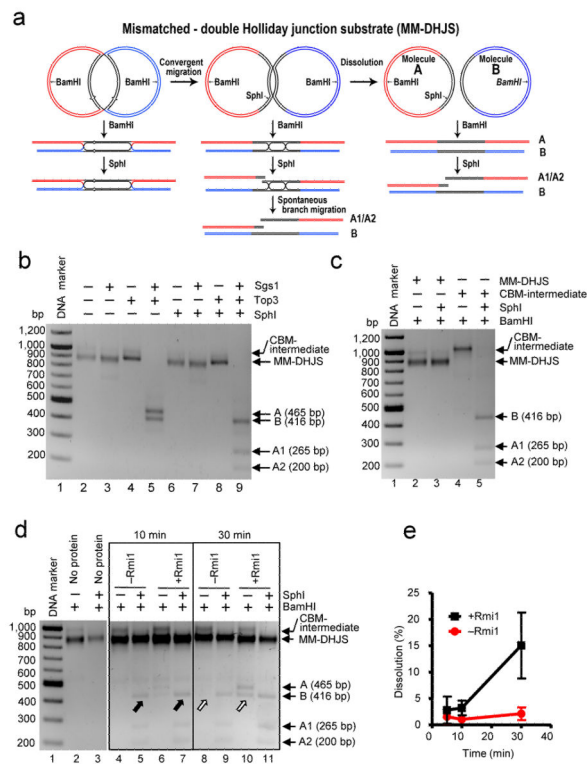 a
Mismatched - double Holliday junction substrate (MM-DHJS)
BamHI
BamHI
Convergent migration
BamHI
BamHI
SphI
Dissolution
Molecule A
Molecule B
BamHI
BamHI
SphI
BamHI
BamHI
BamHI
A
B
SphI
SphI
SphI
Spontaneous branch migration
A1/A2
B
A1/A2
B
b
DNA marker
bp
– + – + – + – + Sgs1
– – + + – – + + Top3
– – – – + + + + SphI
1,200
1,000
900
800
700
600
500
400
300
200
CBM-intermediate
MM-DHJS
A (465 bp)
B (416 bp)
A1 (265 bp)
A2 (200 bp)
1 2 3 4 5 6 7 8 9
c
DNA marker
bp
+ + – – MM-DHJS
– – + + CBM-intermediate
– + – + SphI
+ + + + BamHI
1,200
1,000
900
800
700
600
500
400
300
200
CBM-intermediate
MM-DHJS
B (416 bp)
A1 (265 bp)
A2 (200 bp)
1 2 3 4 5
d
DNA marker
bp
No protein
No protein
10 min
30 min
–Rmi1
+Rmi1
–Rmi1
+Rmi1
– + – + – + – + – + SphI
+ + + + + + + + + + BamHI
1,000
900
800
700
600
500
400
300
200
CBM-intermediate
MM-DHJS
A (465 bp)
B (416 bp)
A1 (265 bp)
A2 (200 bp)
1 2 3 4 5 6 7 8 9 10 11
e
25
20
15
10
5
0
Dissolution (%)
+Rmi1
–Rmi1
0 10 20 30 40
Time (min)